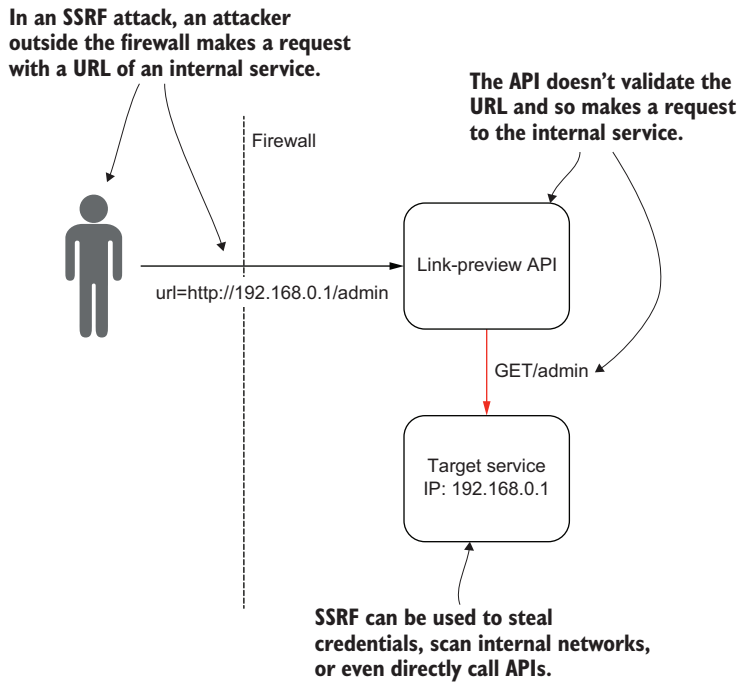 In an SSRF attack, an attacker
outside the firewall makes a request
with a URL of an internal service.
The API doesn't validate the
URL and so makes a request
to the internal service.
Firewall
Link-preview API
url=http://192.168.0.1/admin
GET/admin
Target service
IP: 192.168.0.1
SSRF can be used to steal
credentials, scan internal networks,
or even directly call APIs.